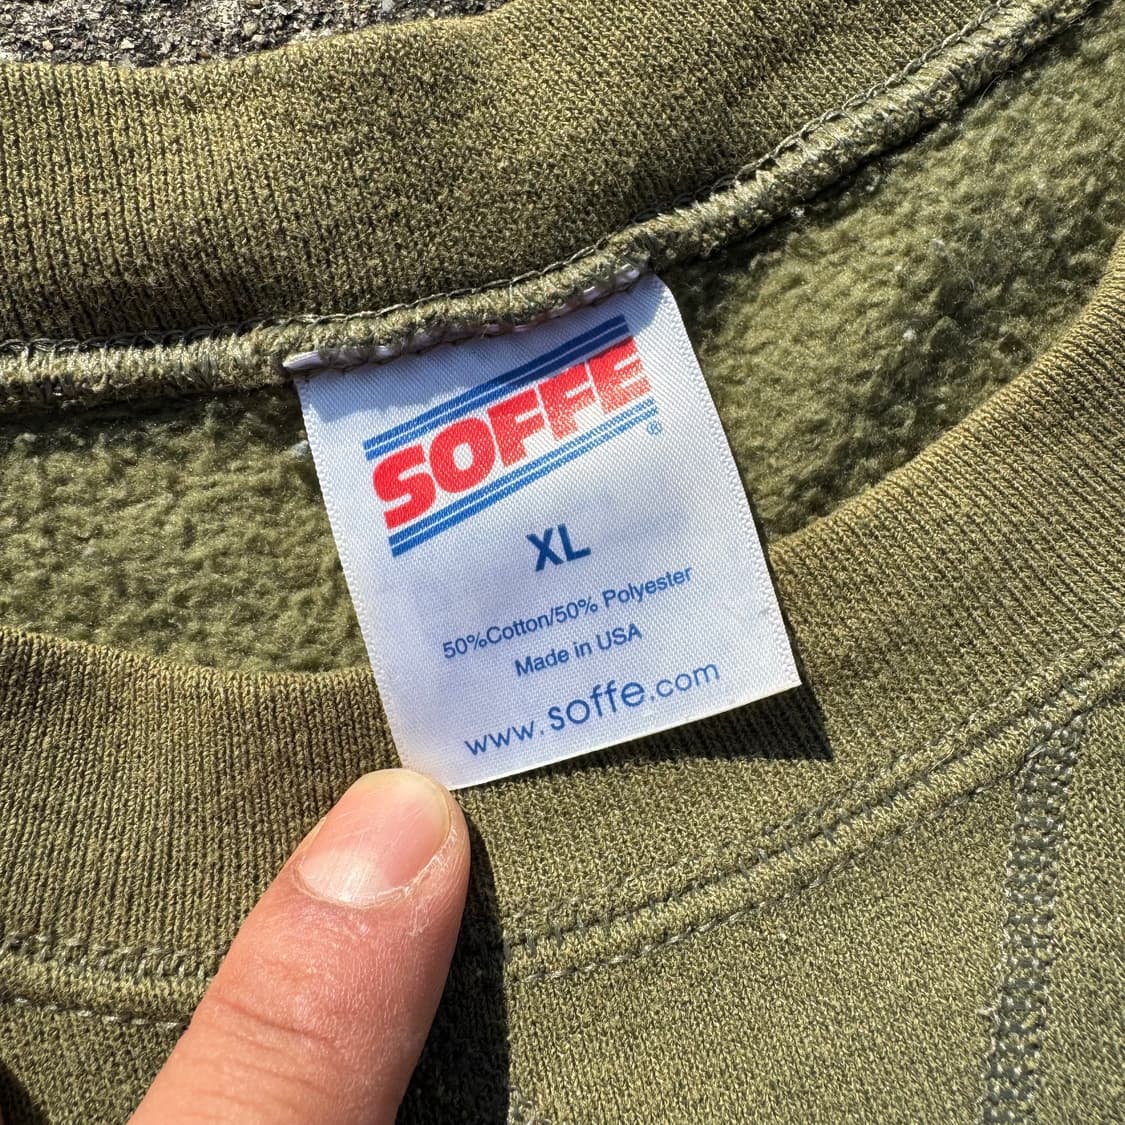 SOFFE®
XL
50%Cotton/50% Polyester
Made in USA
www.soffe.com